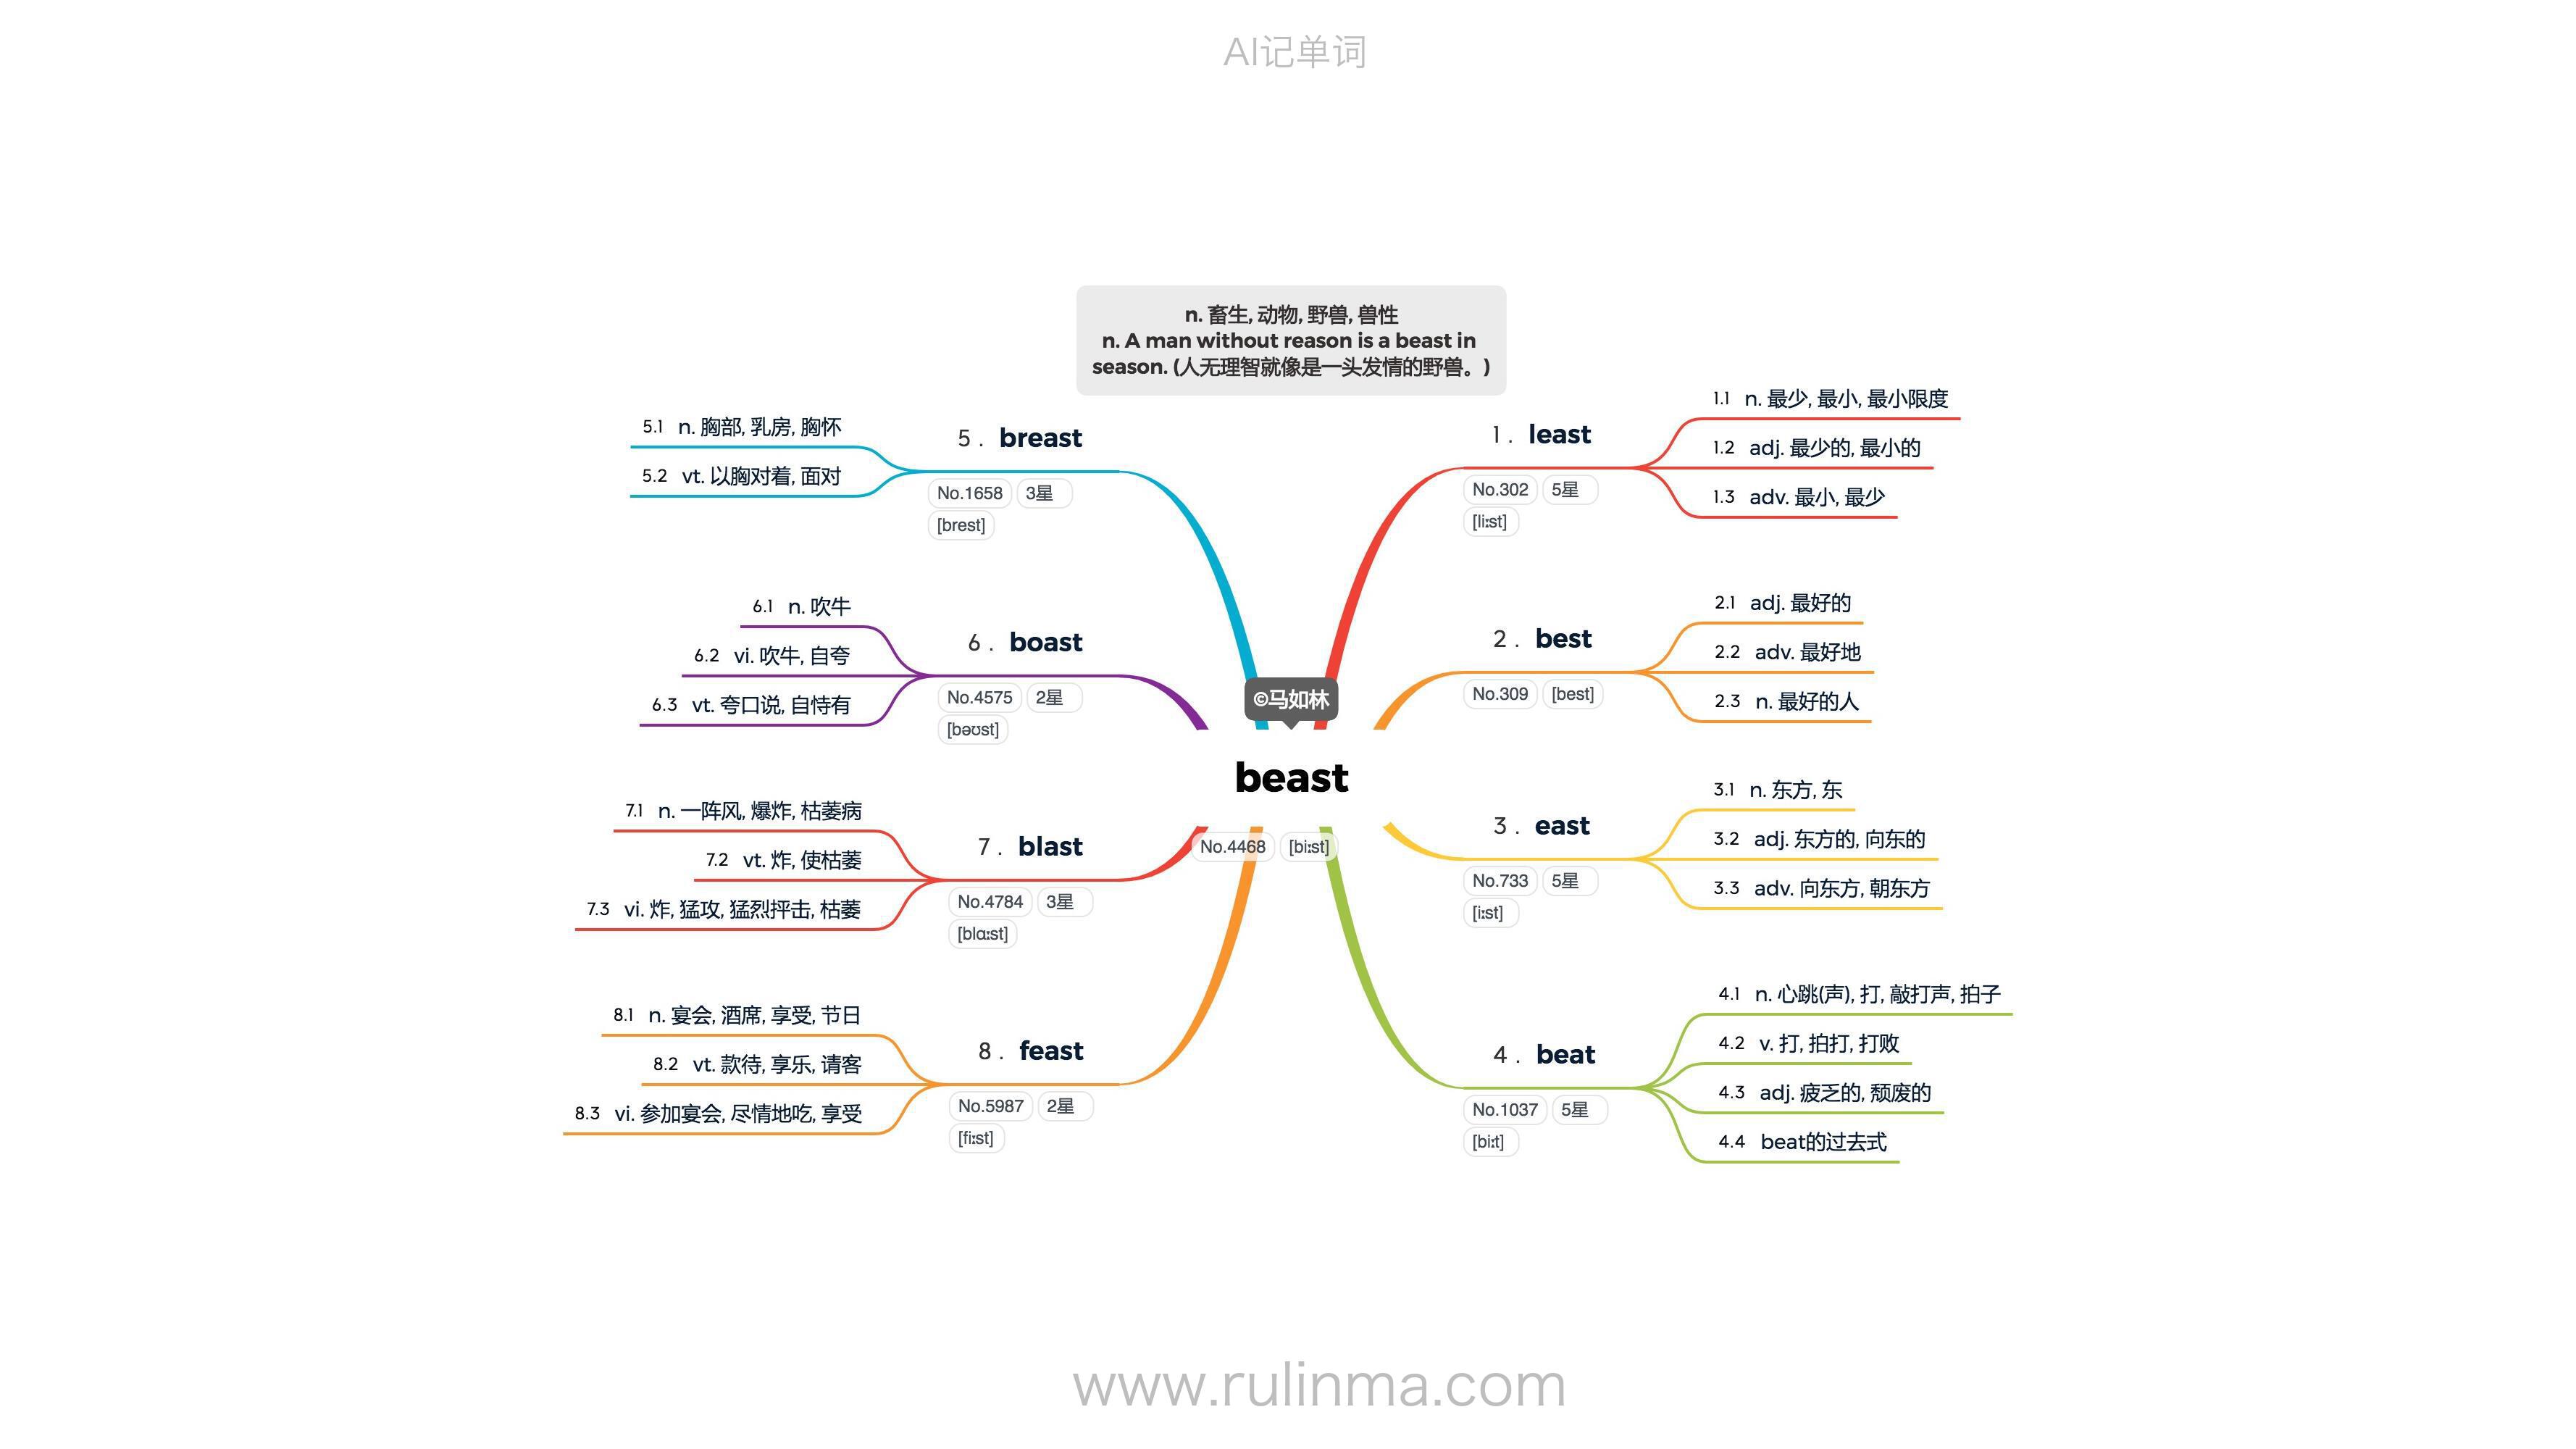 AI记单词
n. 畜生, 动物, 野兽, 兽性
n. A man without reason is a beast in
season. (人无理智就像是一头发情的野兽。)
©马如林
beast
No.4468 [biːst]
1. least
No.302 5星
[liːst]
1.1 n. 最少, 最小, 最小限度
1.2 adj. 最少的, 最小的
1.3 adv. 最小, 最少
2. best
No.309 [best]
2.1 adj. 最好的
2.2 adv. 最好地
2.3 n. 最好的人
3. east
No.733 5星
[iːst]
3.1 n. 东方, 东
3.2 adj. 东方的, 向东的
3.3 adv. 向东方, 朝东方
4. beat
No.1037 5星
[biːt]
4.1 n. 心跳(声), 打, 敲打声, 拍子
4.2 v. 打, 拍打, 打败
4.3 adj. 疲乏的, 颓废的
4.4 beat的过去式
5. breast
No.1658 3星
[brest]
5.1 n. 胸部, 乳房, 胸怀
5.2 vt. 以胸对着, 面对
6. boast
No.4575 2星
[bəʊst]
6.1 n. 吹牛
6.2 vi. 吹牛, 自夸
6.3 vt. 夸口说, 自恃有
7. blast
No.4784 3星
[blɑːst]
7.1 n. 一阵风, 爆炸, 枯萎病
7.2 vt. 炸, 使枯萎
7.3 vi. 炸, 猛攻, 猛烈抨击, 枯萎
8. feast
No.5987 2星
[fiːst]
8.1 n. 宴会, 酒席, 享受, 节日
8.2 vt. 款待, 享乐, 请客
8.3 vi. 参加宴会, 尽情地吃, 享受
www.rulinma.com